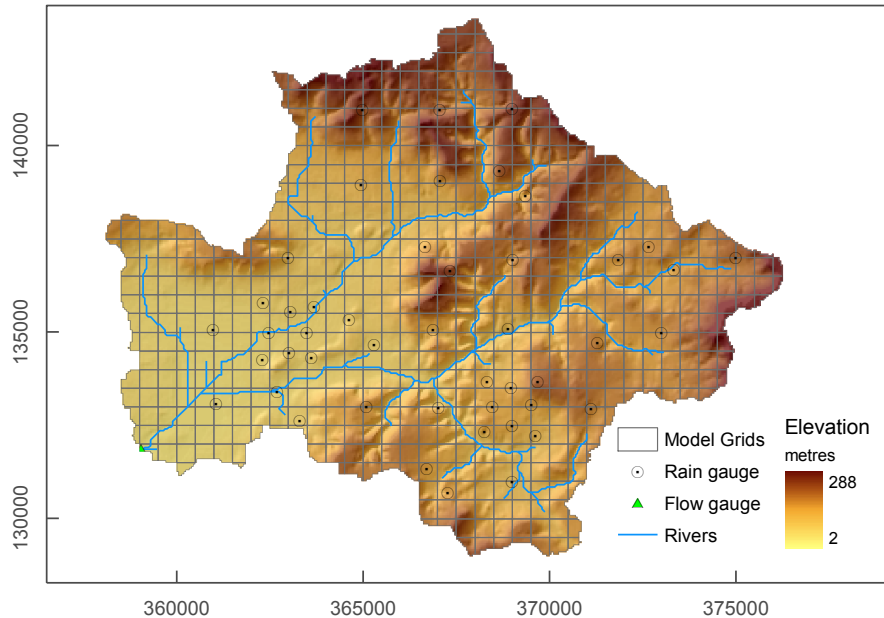 140000
135000
130000
360000
365000
370000
375000
Model Grids
Rain gauge
Flow gauge
Rivers
Elevation
metres
288
2